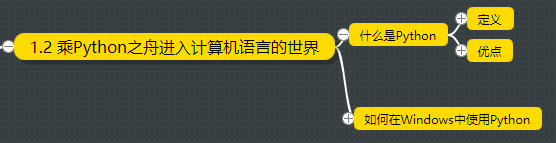 1.2 乘Python之舟进入计算机语言的世界
什么是Python
定义
优点
如何在Windows中使用Python